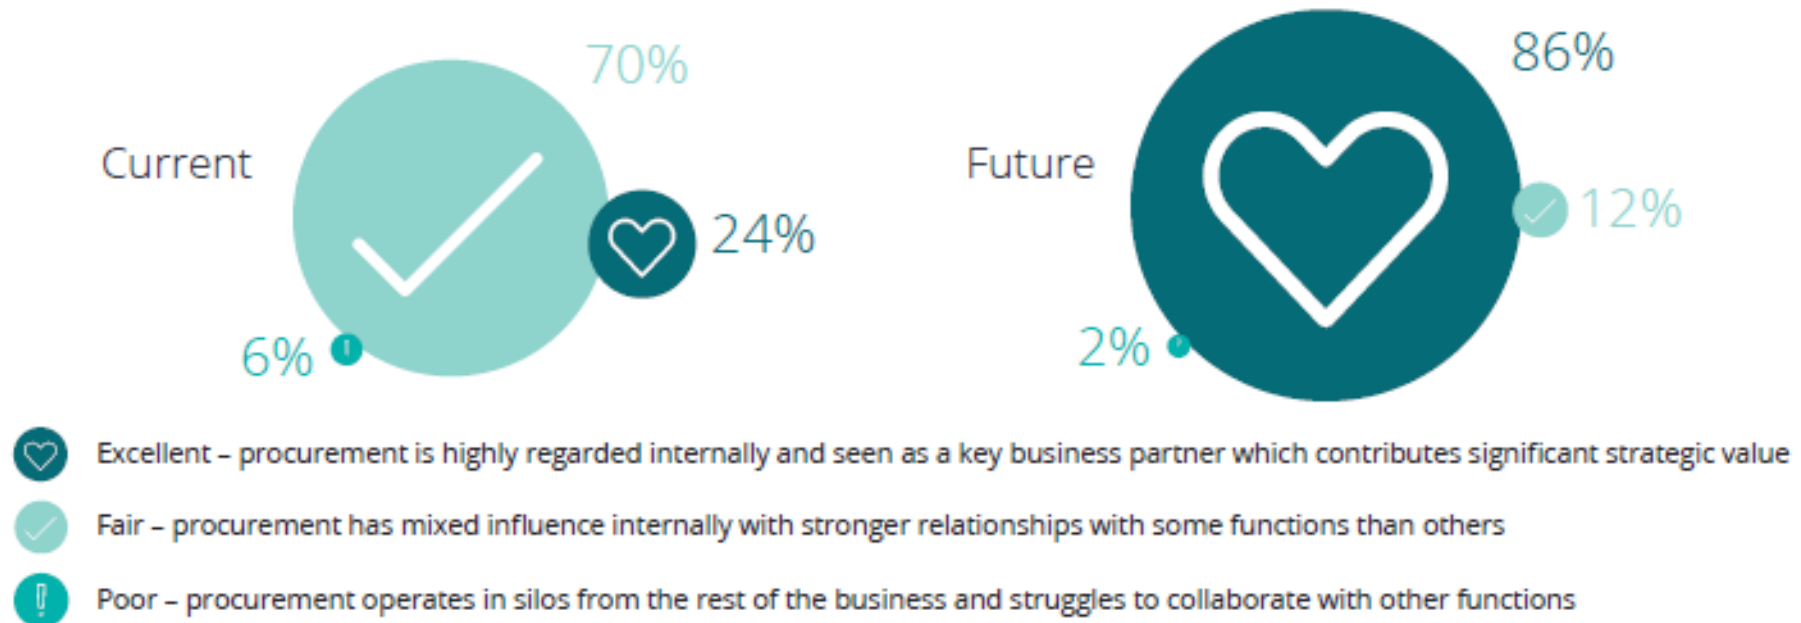 70%
86%
Current
Future
24%
12%
6%
2%
Excellent – procurement is highly regarded internally and seen as a key business partner which contributes significant strategic value
Fair – procurement has mixed influence internally with stronger relationships with some functions than others
Poor – procurement operates in silos from the rest of the business and struggles to collaborate with other functions